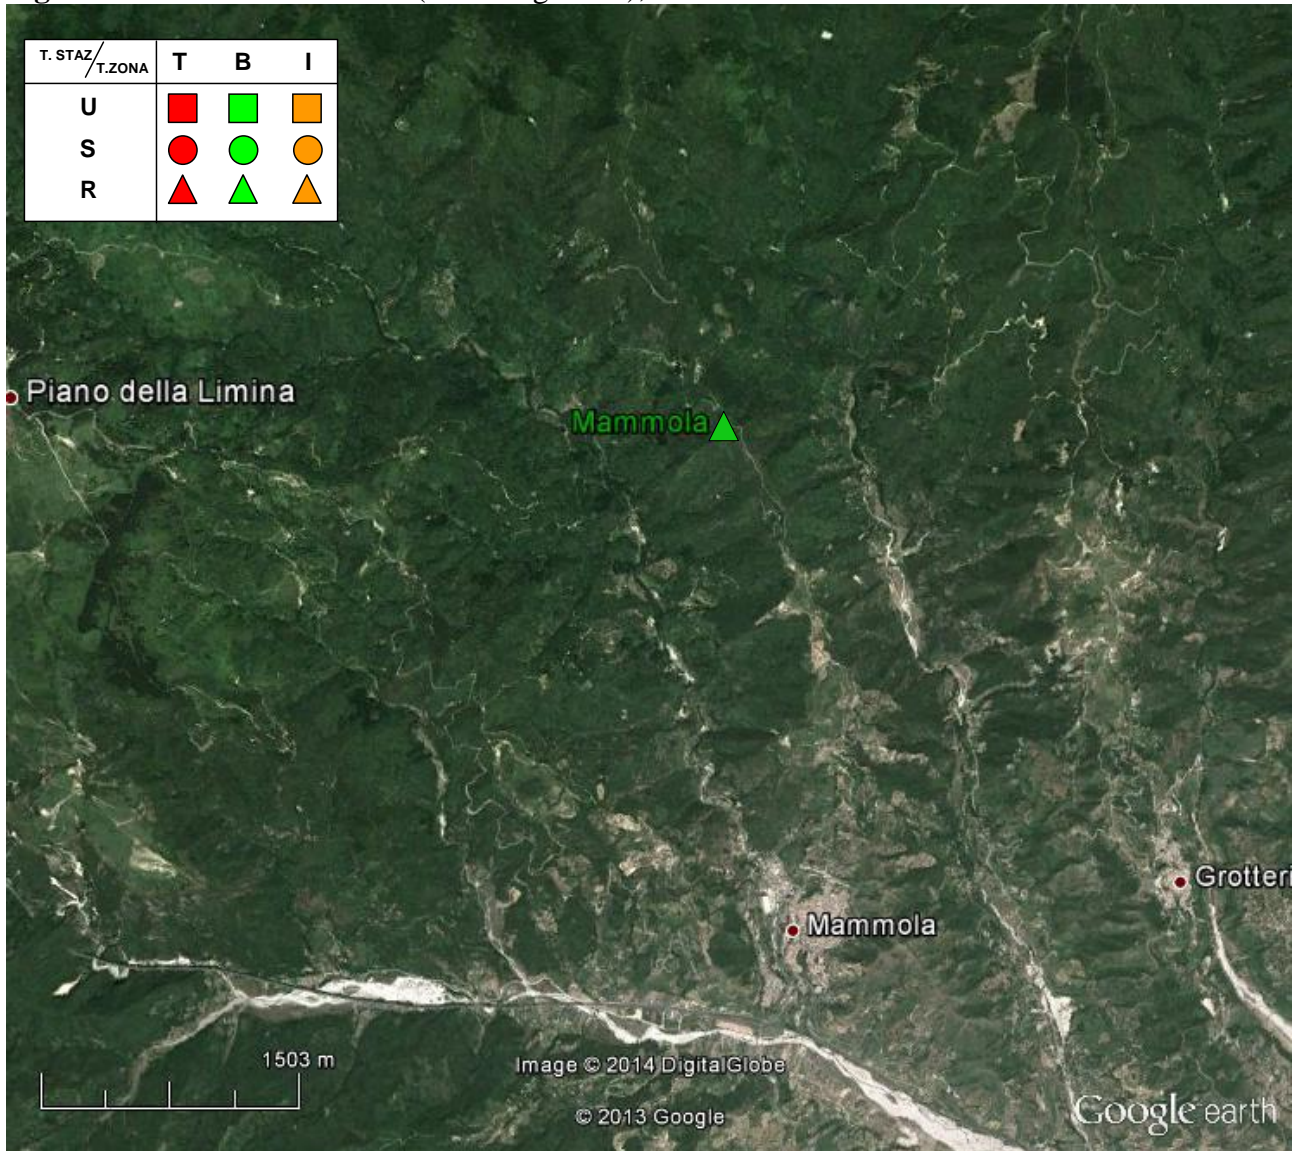 T. STAZ/T.ZONA T B I
U
S
R
Piano della Limina
Mammola
Grotteri
Mammola
1503 m
Image © 2014 DigitalGlobe
© 2013 Google
Google earth